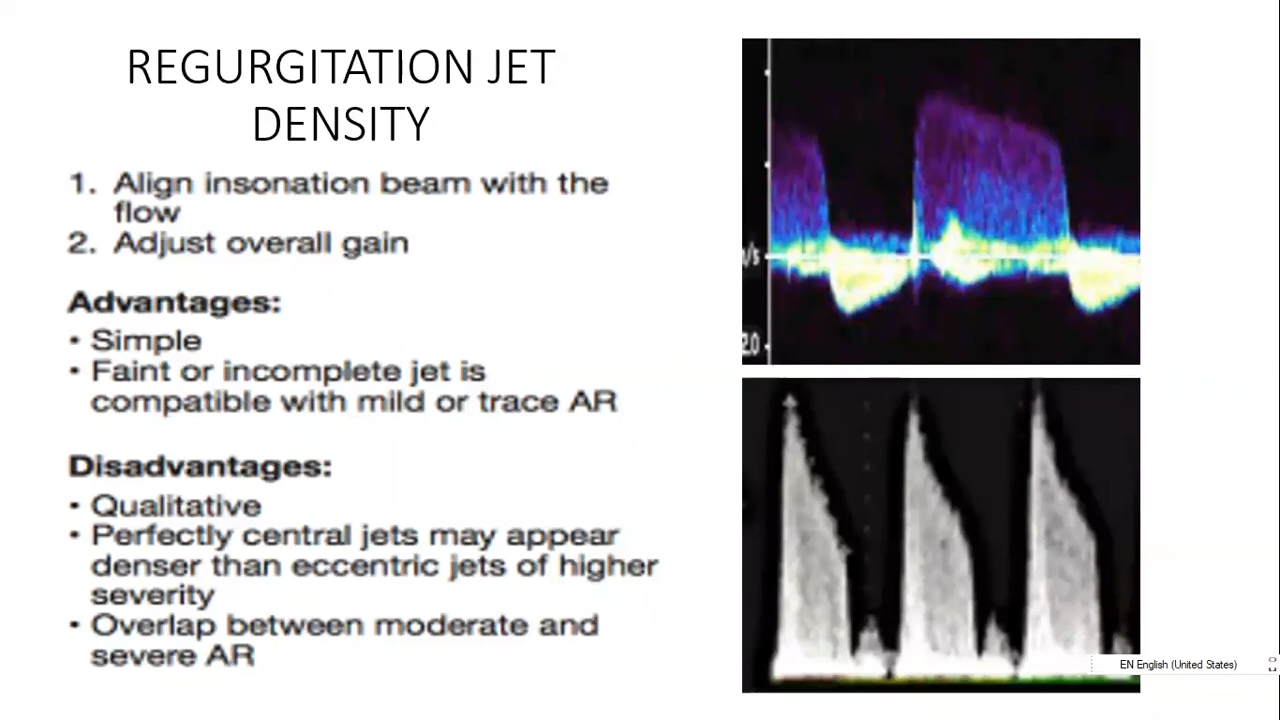 REGURGITATION JET
DENSITY
1. Align insonation beam with the
flow
2. Adjust overall gain
Advantages:
• Simple
• Faint or incomplete jet is
compatible with mild or trace AR
Disadvantages:
• Qualitative
• Perfectly central jets may appear
denser than eccentric jets of higher
severity
• Overlap between moderate and
severe AR
/s
2.0
EN English (United States)